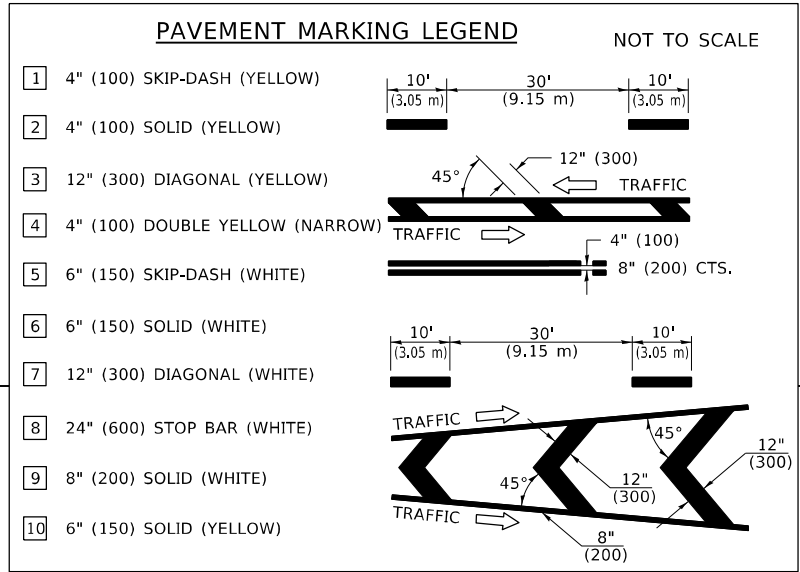 PAVEMENT MARKING LEGEND
NOT TO SCALE
1 4" (100) SKIP-DASH (YELLOW)
10' 30' 10'
(3.05 m) (9.15 m) (3.05 m)
2 4" (100) SOLID (YELLOW)
3 12" (300) DIAGONAL (YELLOW)
45° 12" (300)
TRAFFIC
4 4" (100) DOUBLE YELLOW (NARROW)
TRAFFIC
4" (100)
8" (200) CTS.
5 6" (150) SKIP-DASH (WHITE)
6 6" (150) SOLID (WHITE)
10' 30' 10'
(3.05 m) (9.15 m) (3.05 m)
7 12" (300) DIAGONAL (WHITE)
8 24" (600) STOP BAR (WHITE)
TRAFFIC
45°
12"
(300)
9 8" (200) SOLID (WHITE)
45°
12"
(300)
10 6" (150) SOLID (YELLOW)
TRAFFIC
8"
(200)